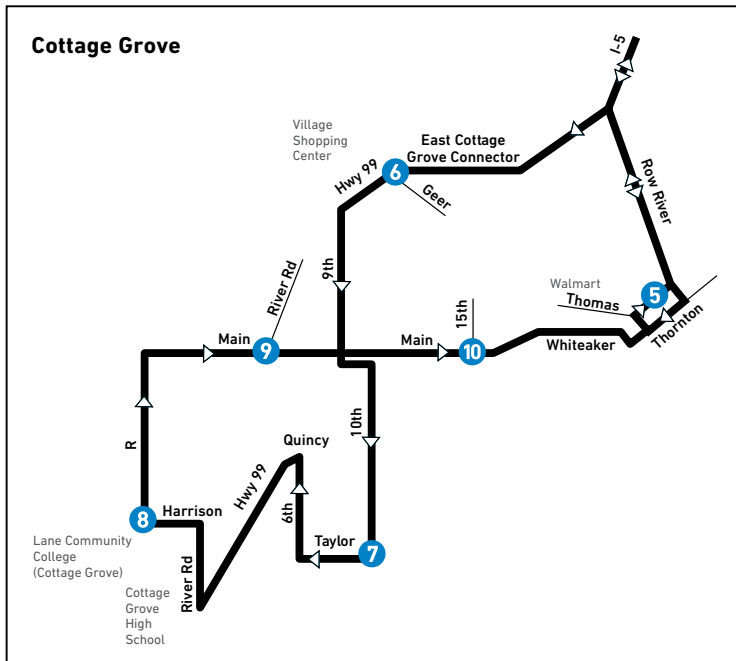 Cottage Grove
I-5
Village
Shopping
Center
East Cottage
Grove Connector
Hwy 99
6
Geer
Row River
9th
River Rd
Walmart
5
Thomas
Thornton
15th
Main
9
Main
10
Whiteaker
10th
R
Quincy
Hwy 99
6th
Harrison
8
Taylor
7
Lane Community
College
(Cottage Grove)
River Rd
Cottage
Grove
High
School